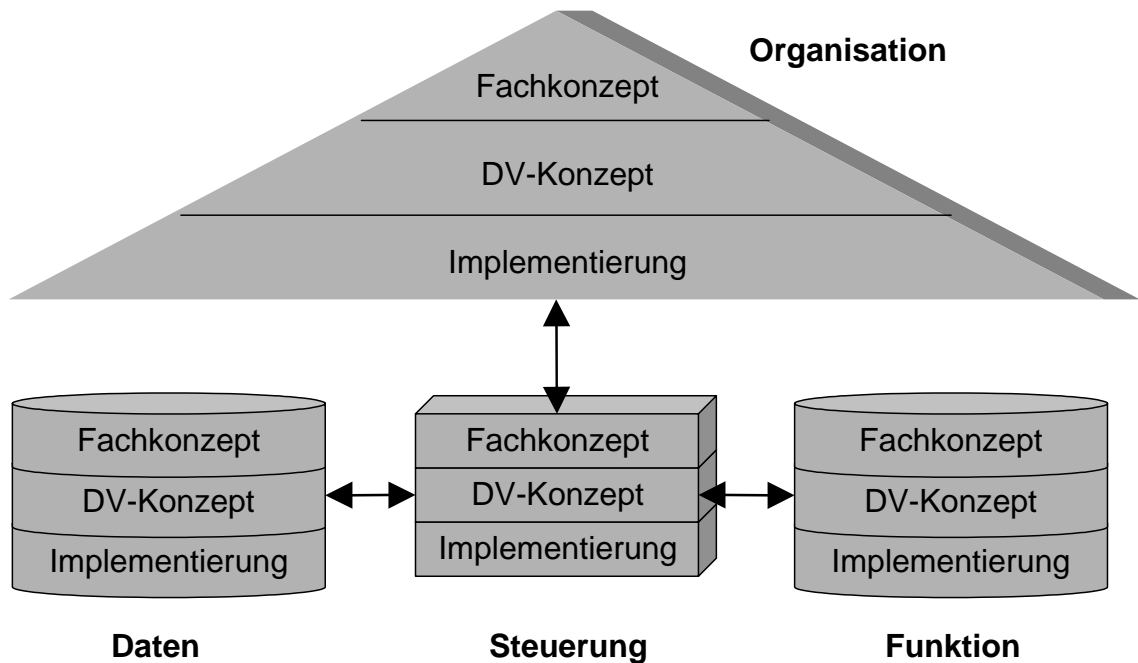 Organisation
Fachkonzept
DV-Konzept
Implementierung
Fachkonzept
DV-Konzept
Implementierung
Daten
Fachkonzept
DV-Konzept
Implementierung
Steuerung
Fachkonzept
DV-Konzept
Implementierung
Funktion